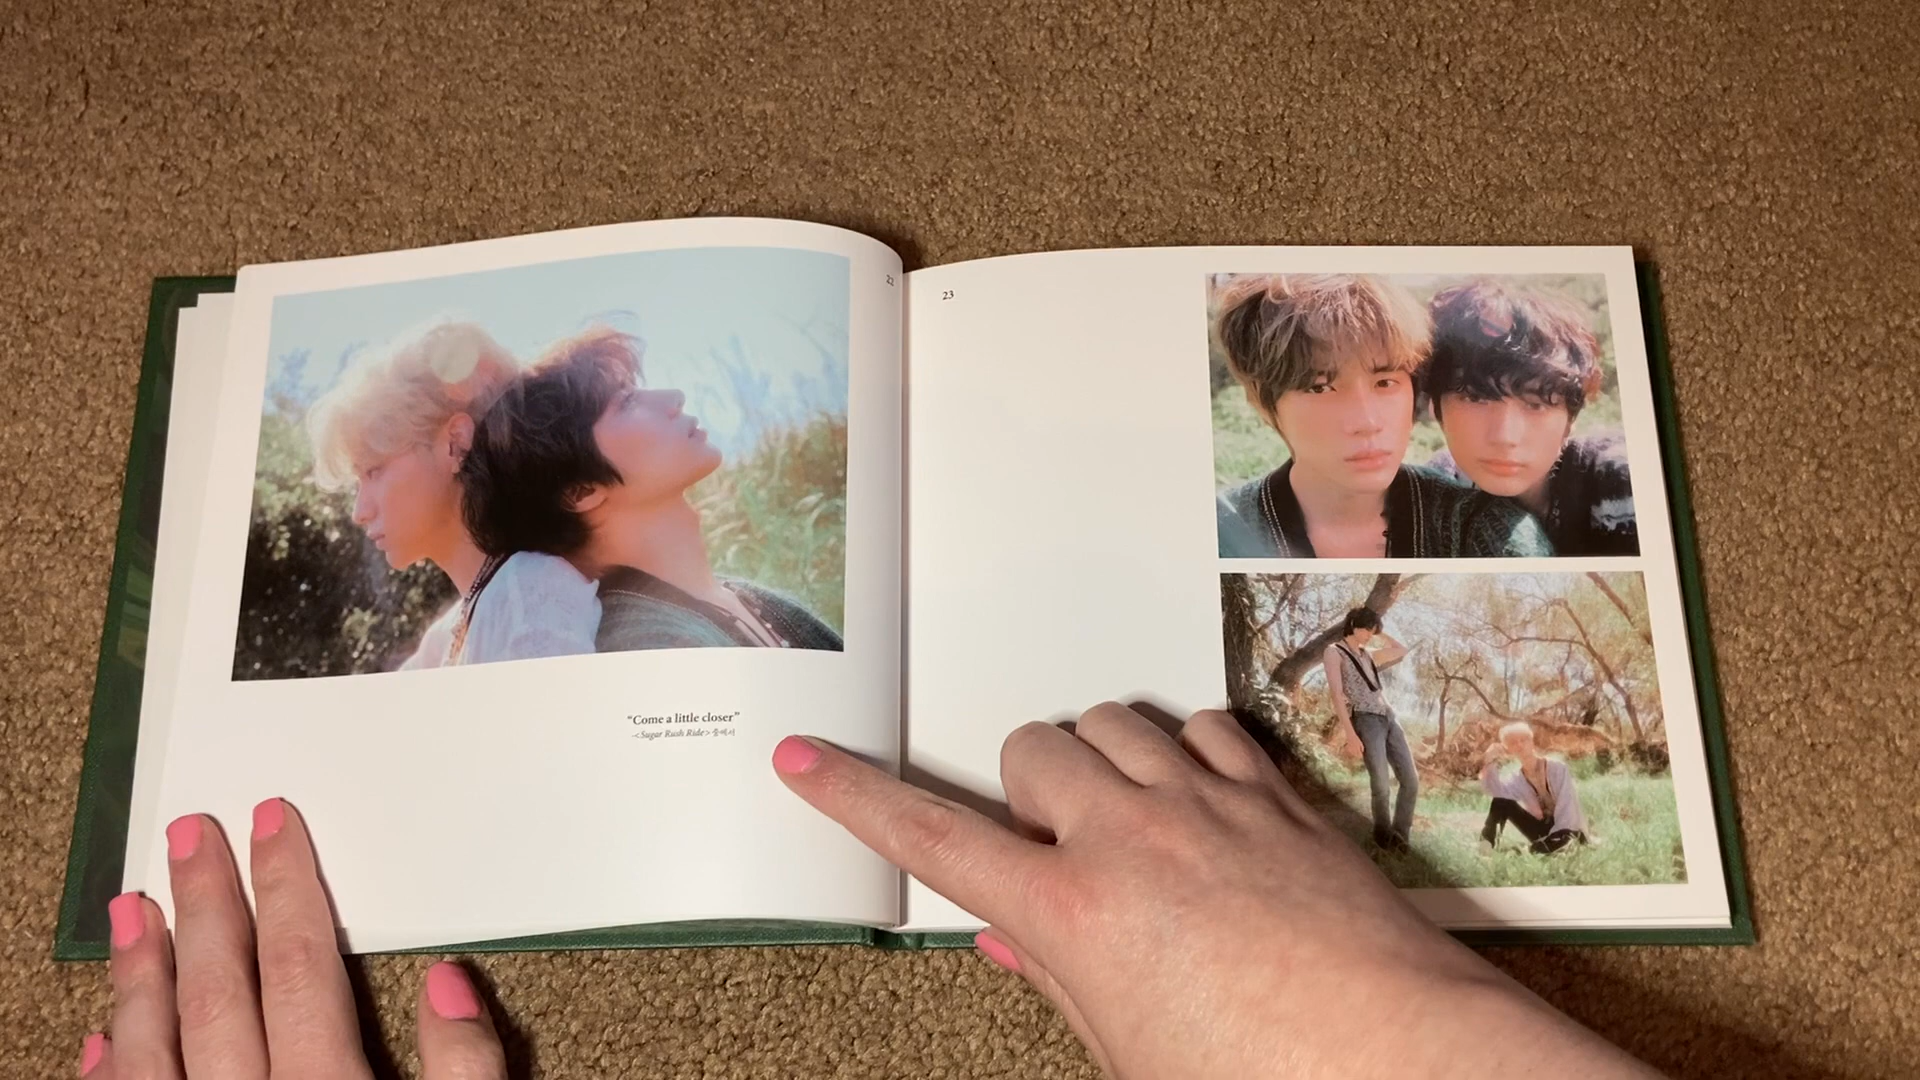 22
“Come a little closer”
-<Sugar Rush Ride> 중에서
23